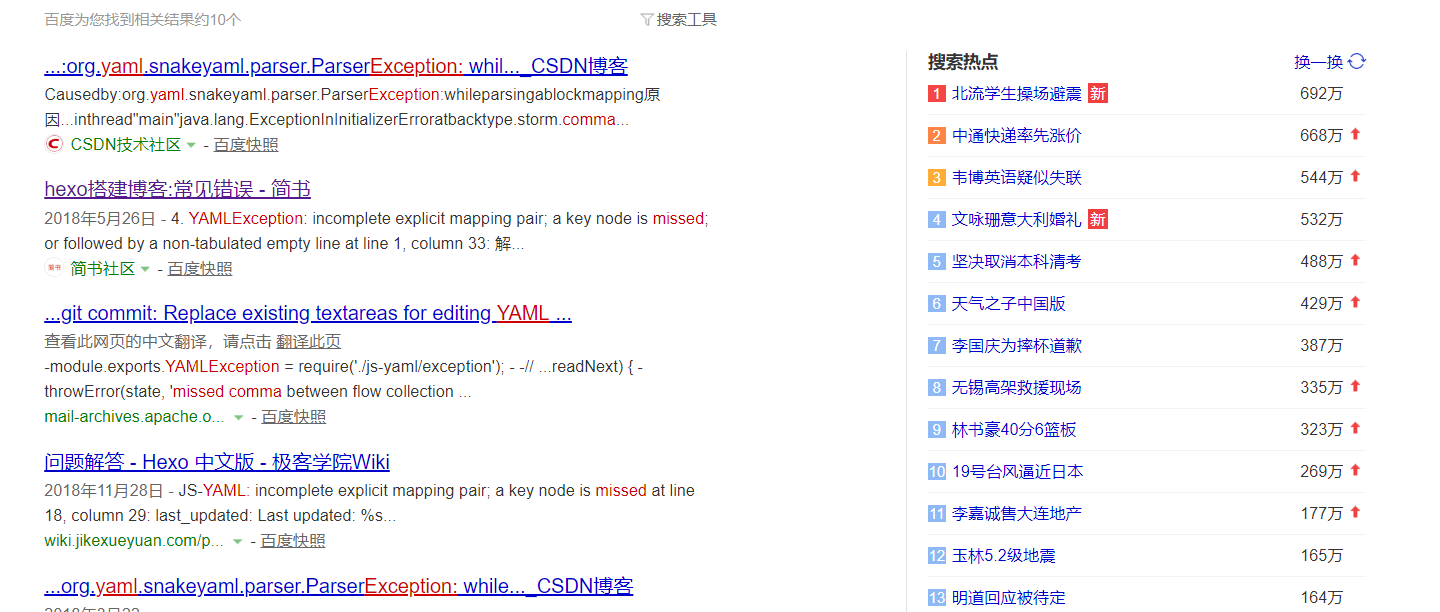 百度为您找到相关结果约10个
搜索工具
...:org.yaml.snakeyaml.parser.ParserException: whil..._CSDN博客
Causedby:org.yaml.snakeyaml.parser.ParserException:whileparsingablockmapping原
因...inthread"main"java.lang.ExceptionInInitializerErroratbacktype.storm.comma...
CSDN技术社区 - 百度快照
hexo搭建博客:常见错误 - 简书
2018年5月26日 - 4. YAMLException: incomplete explicit mapping pair; a key node is missed;
or followed by a non-tabulated empty line at line 1, column 33: 解...
简书 简书社区 - 百度快照
...git commit: Replace existing textareas for editing YAML ...
查看此网页的中文翻译，请点击 翻译此页
-module.exports.YAMLException = require('./js-yaml/exception'); - -// ...readNext) { -
throwError(state, 'missed comma between flow collection ...
mail-archives.apache.o... - 百度快照
问题解答 - Hexo 中文版 - 极客学院Wiki
2018年11月28日 - JS-YAML: incomplete explicit mapping pair; a key node is missed at line
18, column 29: last_updated: Last updated: %s...
wiki.jikexueyuan.com/p... - 百度快照
...org.yaml.snakeyaml.parser.ParserException: while..._CSDN博客
搜索热点 换一换
1 北流学生操场避震 新 692万
2 中通快递率先涨价 668万
3 韦博英语疑似失联 544万
4 文咏珊意大利婚礼 新 532万
5 坚决取消本科清考 488万
6 天气之子中国版 429万
7 李国庆为摔杯道歉 387万
8 无锡高架救援现场 335万
9 林书豪40分6篮板 323万
10 19号台风逼近日本 269万
11 李嘉诚售大连地产 177万
12 玉林5.2级地震 165万
13 明道回应被待定 164万